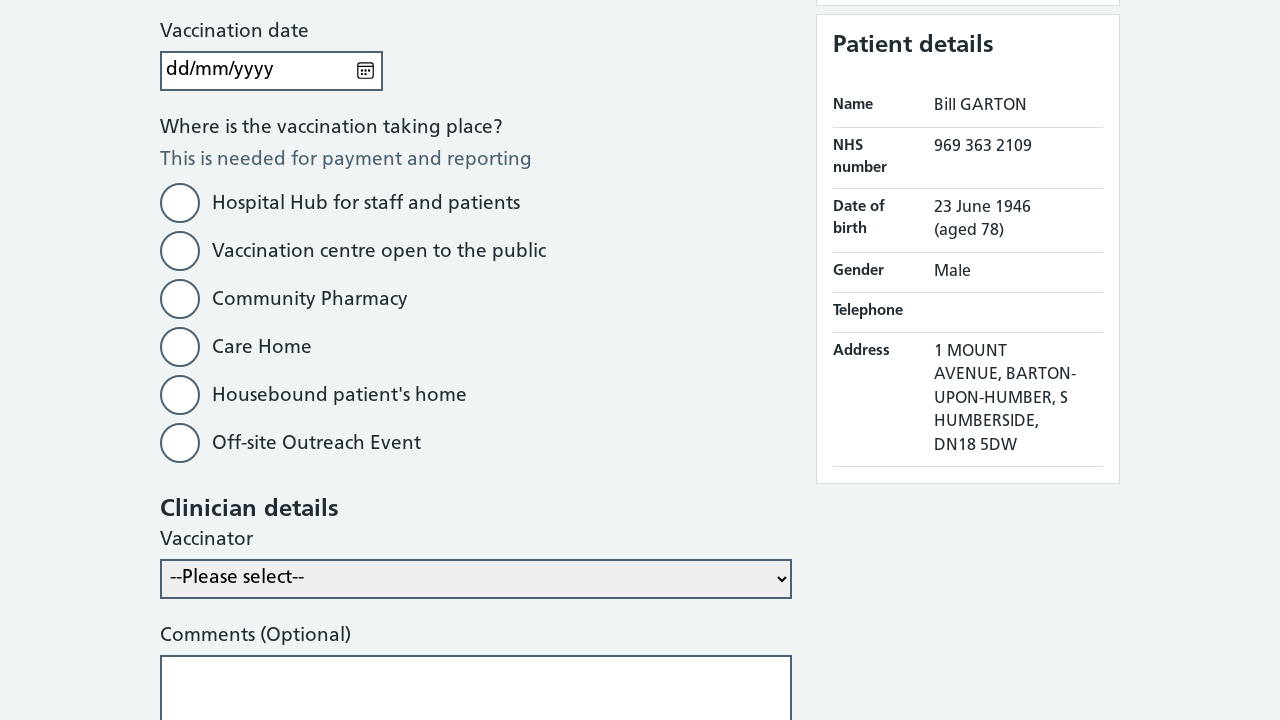 Vaccination date
dd/mm/yyyy
Where is the vaccination taking place?
This is needed for payment and reporting
Hospital Hub for staff and patients
Vaccination centre open to the public
Community Pharmacy
Care Home
Housebound patient's home
Off-site Outreach Event
Clinician details
Vaccinator
--Please select--
Comments (Optional)
Patient details
Name Bill GARTON
NHS number 969 363 2109
Date of birth 23 June 1946
(aged 78)
Gender Male
Telephone
Address 1 MOUNT
AVENUE, BARTON-
UPON-HUMBER, S
HUMBERSIDE,
DN18 5DW